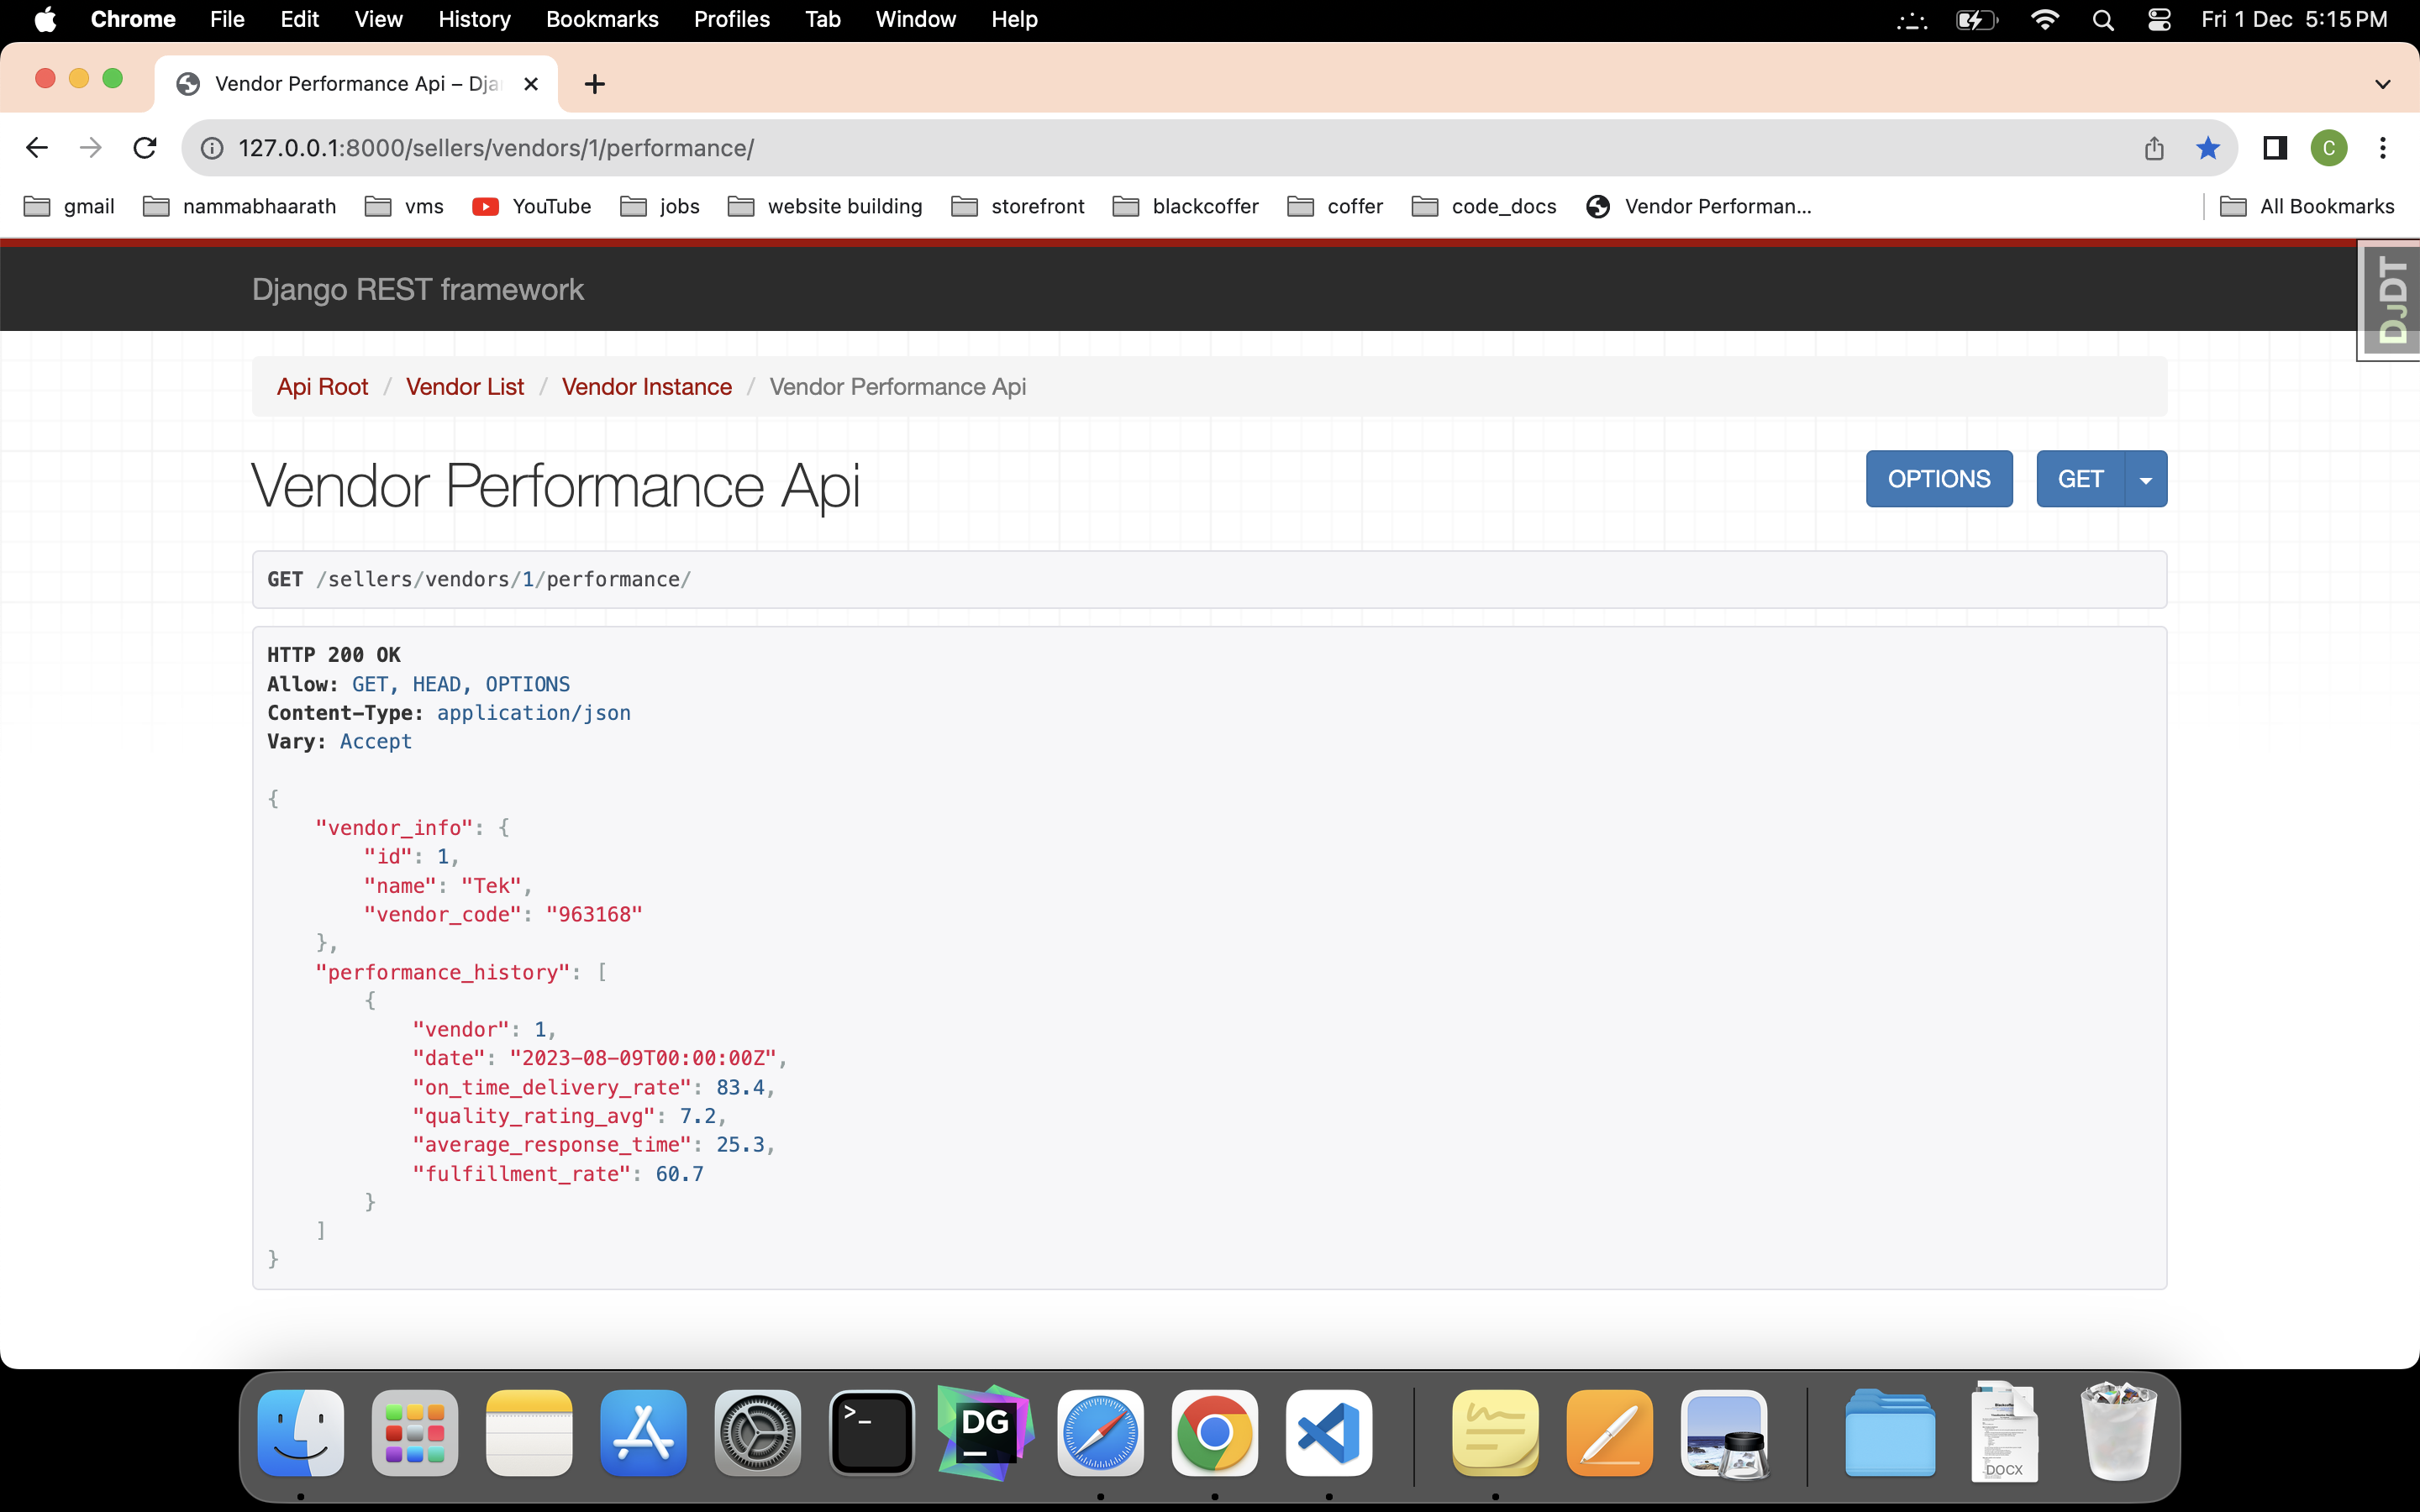 Chrome File Edit View History Bookmarks Profiles Tab Window Help Fri 1 Dec 5:15 PM
Vendor Performance Api – Dja
127.0.0.1:8000/sellers/vendors/1/performance/ C
gmail nammabhaarath vms YouTube jobs website building storefront blackcoffer coffer code_docs Vendor Performan... All Bookmarks
Django REST framework
DJDT
Api Root / Vendor List / Vendor Instance / Vendor Performance Api
Vendor Performance Api
OPTIONS GET
GET /sellers/vendors/1/performance/
HTTP 200 OK
Allow: GET, HEAD, OPTIONS
Content-Type: application/json
Vary: Accept
{
"vendor_info": {
"id": 1,
"name": "Tek",
"vendor_code": "963168"
},
"performance_history": [
{
"vendor": 1,
"date": "2023-08-09T00:00:00Z",
"on_time_delivery_rate": 83.4,
"quality_rating_avg": 7.2,
"average_response_time": 25.3,
"fulfillment_rate": 60.7
}
]
}
>_
DG
DOCX